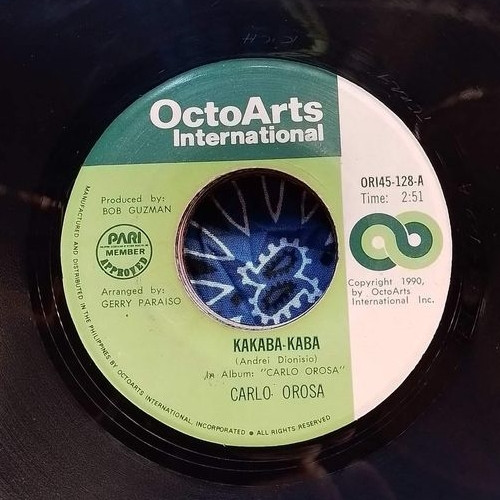 OctoArts
International
ORI45-128-A
Time: 2:51
Produced by:
BOB GUZMAN
PARI
MEMBER
APPROVED
Arranged by:
GERRY PARAISO
Copyright 1990,
by OctoArts
International Inc.
KAKABA-KABA
(Andrei Dionisio)
In Album: "CARLO OROSA"
CARLO OROSA
MANUFACTURED AND DISTRIBUTED IN THE PHILIPPINES BY OCTOARTS INTERNATIONAL, INCORPORATED • ALL RIGHTS RESERVED